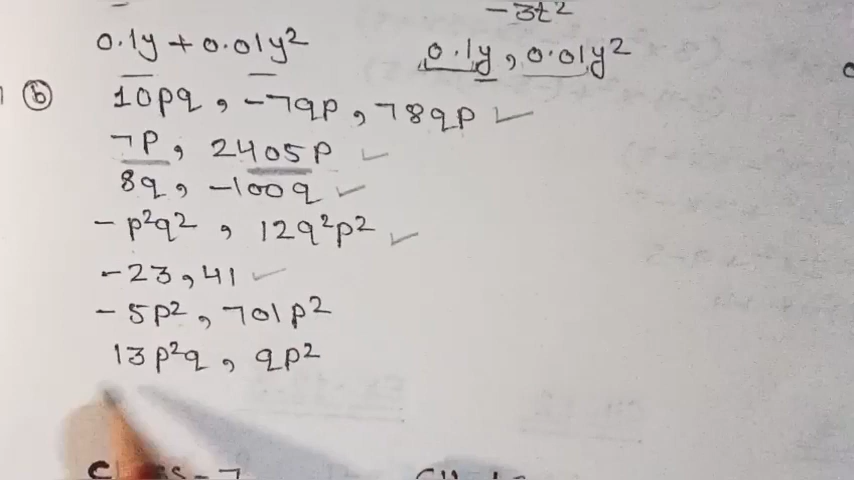 -3t²
0.1y + 0.01y² 0.1y, 0.01y²
ⓑ 10pq, -7qp, 78qp ✓
7p, 2405p ✓
8q, -100q ✓
- p²q², 12q²p² ✓
-23, 41 ✓
- 5p², 701p²
13p²q, qp²